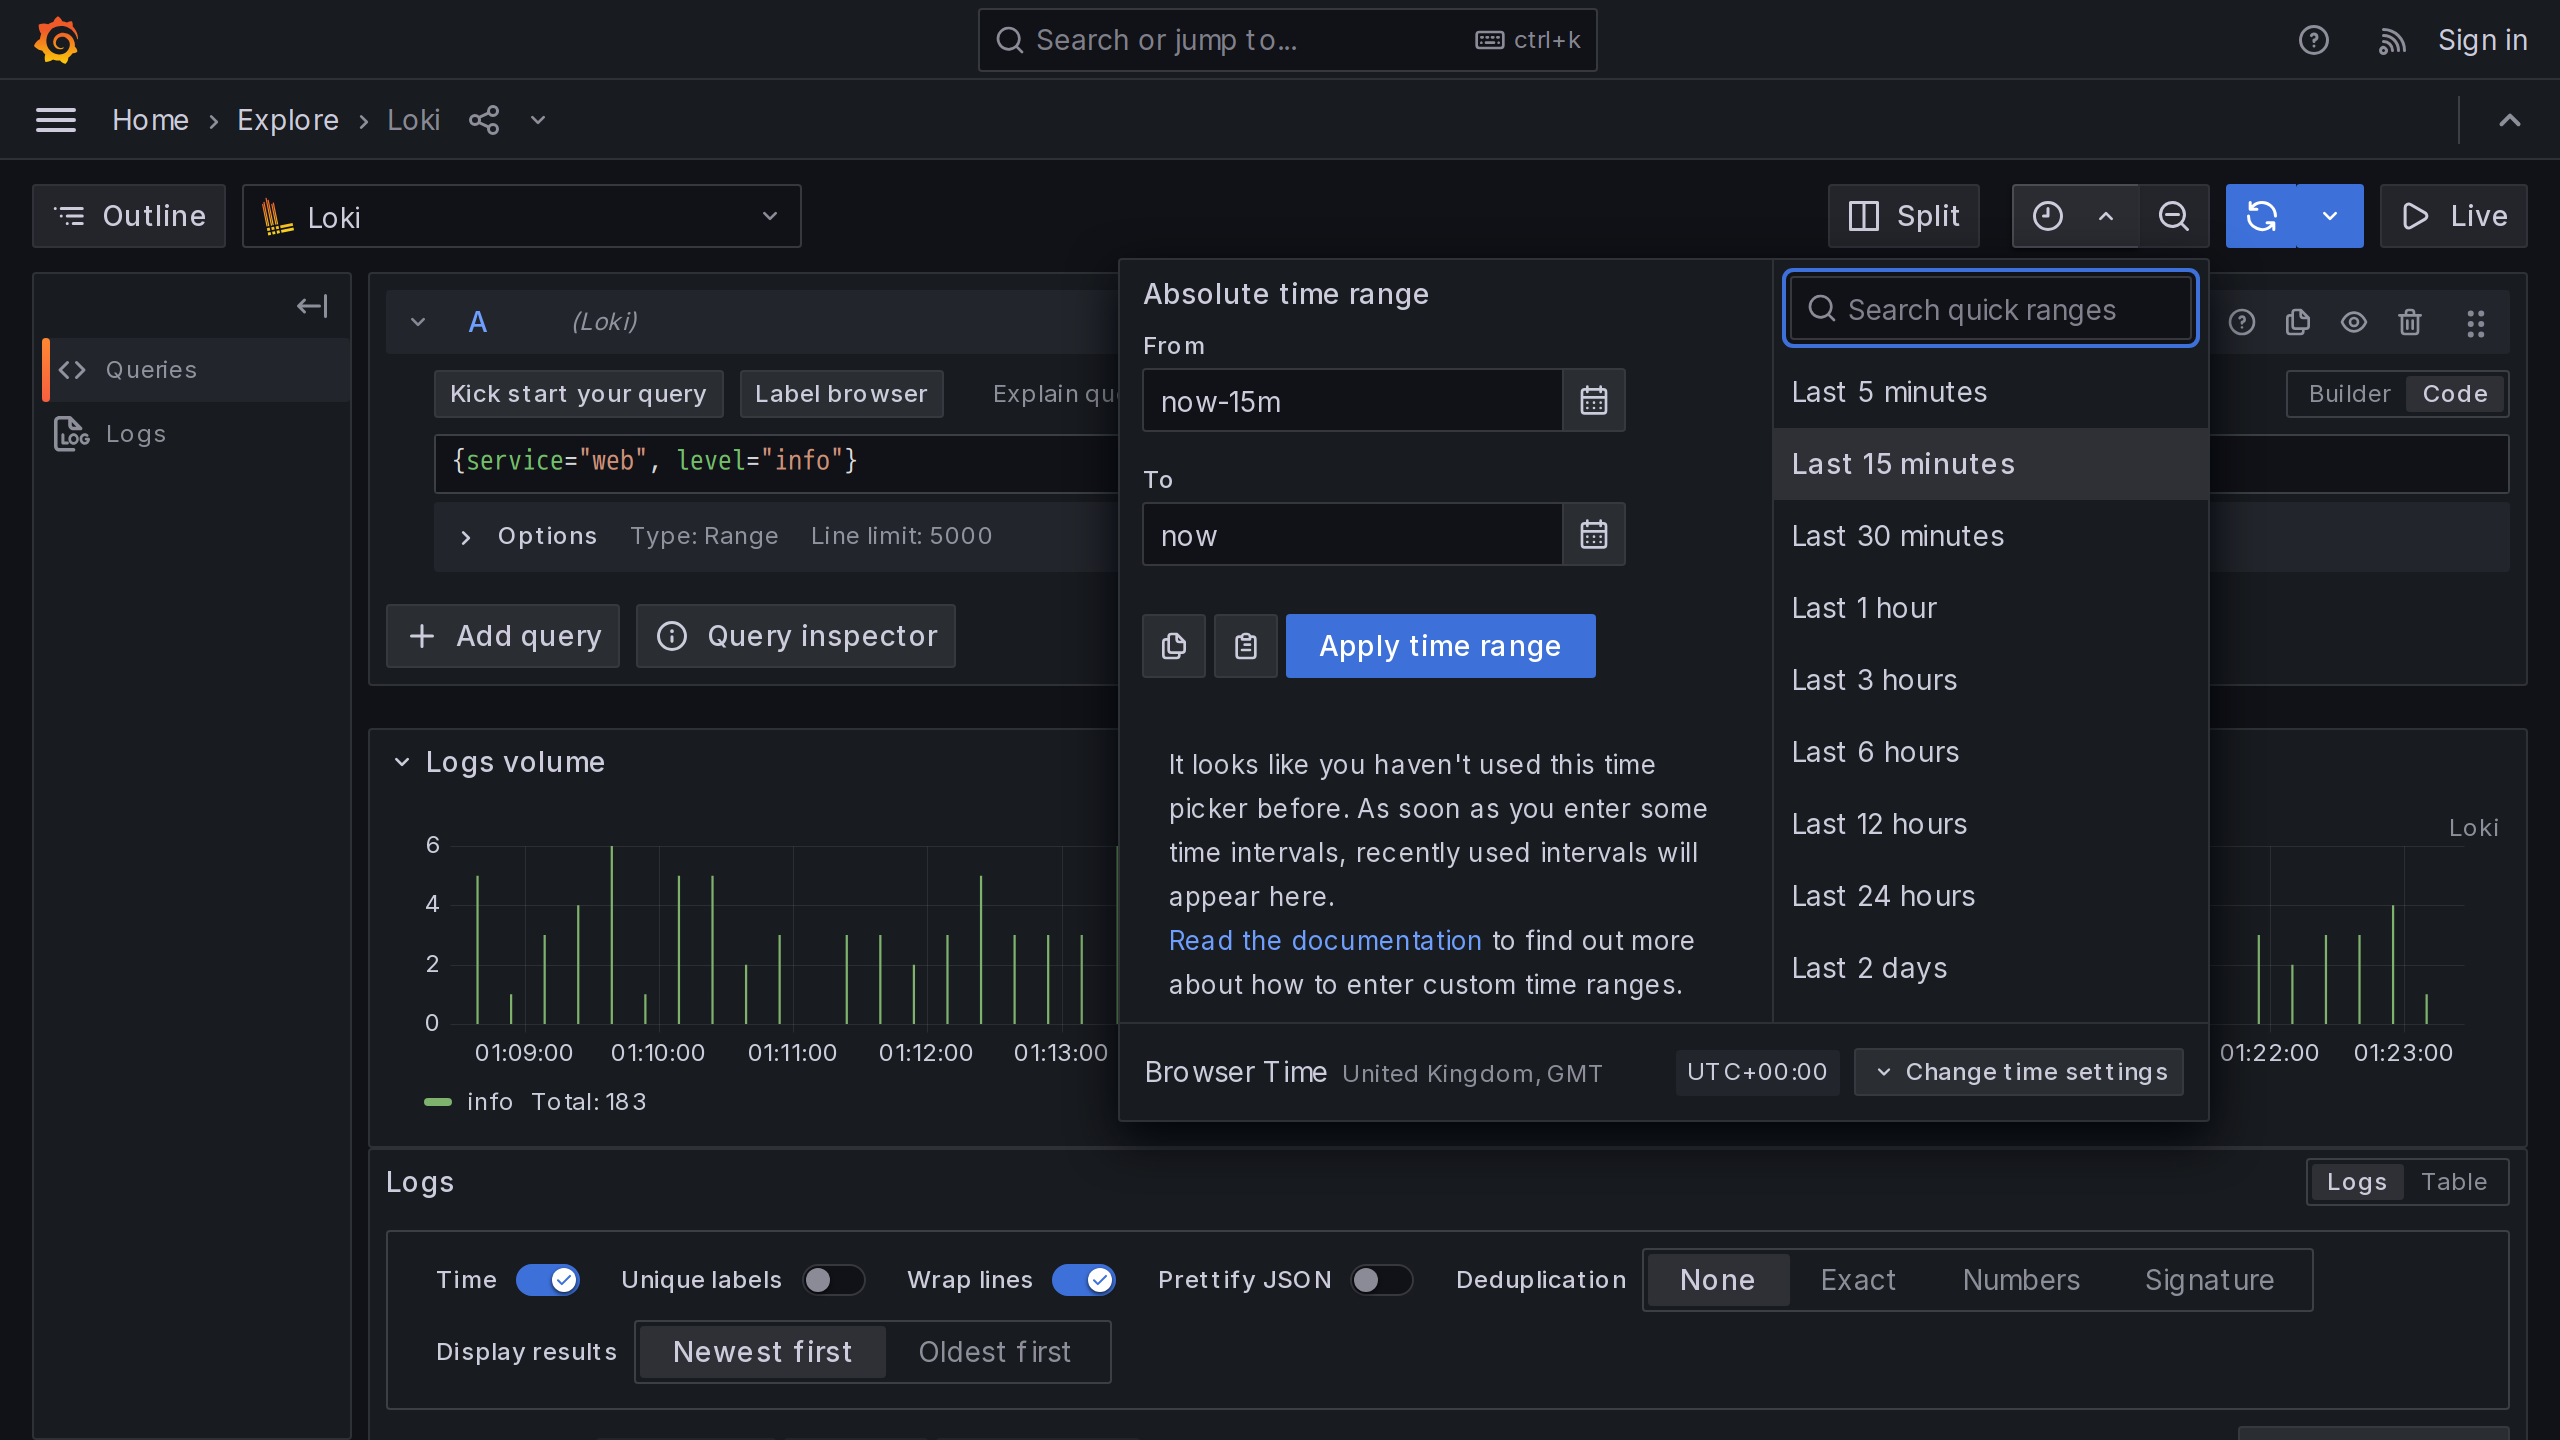 Search or jump to...
ctrl+k
Sign in
Home › Explore › Loki
Outline
Loki
Split
Live
Queries
Logs
A
(Loki)
Kick start your query
Label browser
Builder
Code
{service="web", level="info"}
Options
Type: Range
Line limit: 5000
Add query
Query inspector
Absolute time range
From
now-15m
To
now
Apply time range
It looks like you haven't used this time
picker before. As soon as you enter some
time intervals, recently used intervals will
appear here.
Read the documentation to find out more
about how to enter custom time ranges.
Search quick ranges
Last 5 minutes
Last 15 minutes
Last 30 minutes
Last 1 hour
Last 3 hours
Last 6 hours
Last 12 hours
Last 24 hours
Last 2 days
Browser Time United Kingdom, GMT
UTC+00:00
Change time settings
Logs volume
Loki
6
4
2
0
01:09:00 01:10:00 01:11:00 01:12:00 01:13:00 01:22:00 01:23:00
info Total: 183
Logs
Logs
Table
Time
Unique labels
Wrap lines
Prettify JSON
Deduplication
None
Exact
Numbers
Signature
Display results
Newest first
Oldest first